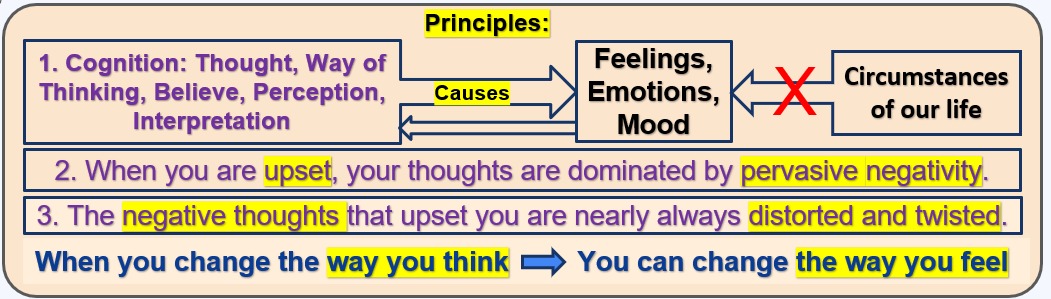 Principles:
1. Cognition: Thought, Way of
Thinking, Believe, Perception,
Interpretation
Causes
Feelings,
Emotions,
Mood
X
Circumstances
of our life
2. When you are upset, your thoughts are dominated by pervasive negativity.
3. The negative thoughts that upset you are nearly always distorted and twisted.
When you change the way you think
You can change the way you feel